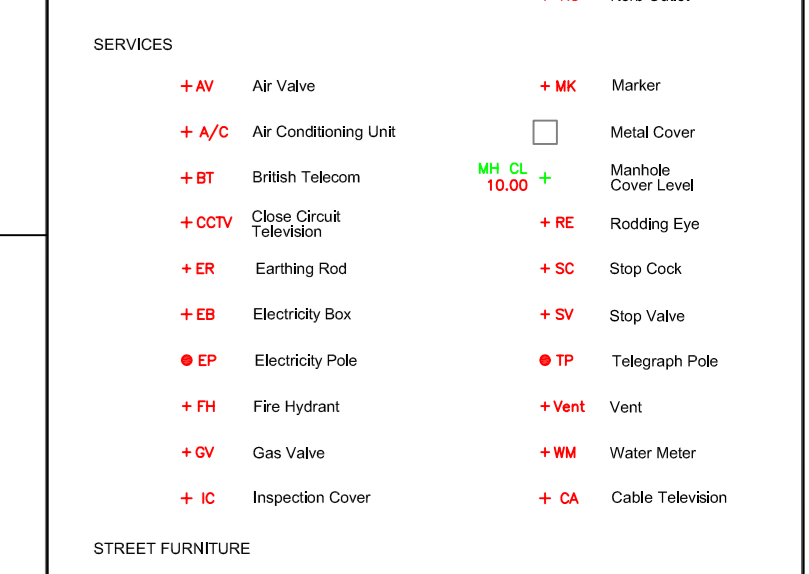 SERVICES
+ AV Air Valve + MK Marker
+ A/C Air Conditioning Unit Metal Cover
+ BT British Telecom MH CL 10.00 + Manhole Cover Level
+ CCTV Close Circuit Television + RE Rodding Eye
+ ER Earthing Rod + SC Stop Cock
+ EB Electricity Box + SV Stop Valve
EP Electricity Pole TP Telegraph Pole
+ FH Fire Hydrant + Vent Vent
+ GV Gas Valve + WM Water Meter
+ IC Inspection Cover + CA Cable Television
STREET FURNITURE